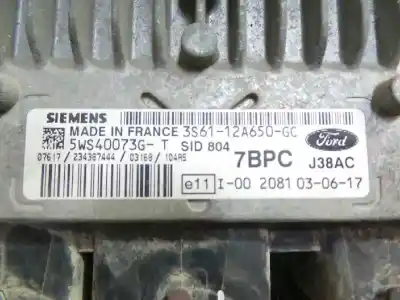 SIEMENS
MADE IN FRANCE 3S61-12A650-GC
5WS40073G- T SID 804
07617 / 234387444 / 03168 / 104A5
7BPC J38AC
Ford
e11 I-00 2081 03-06-17